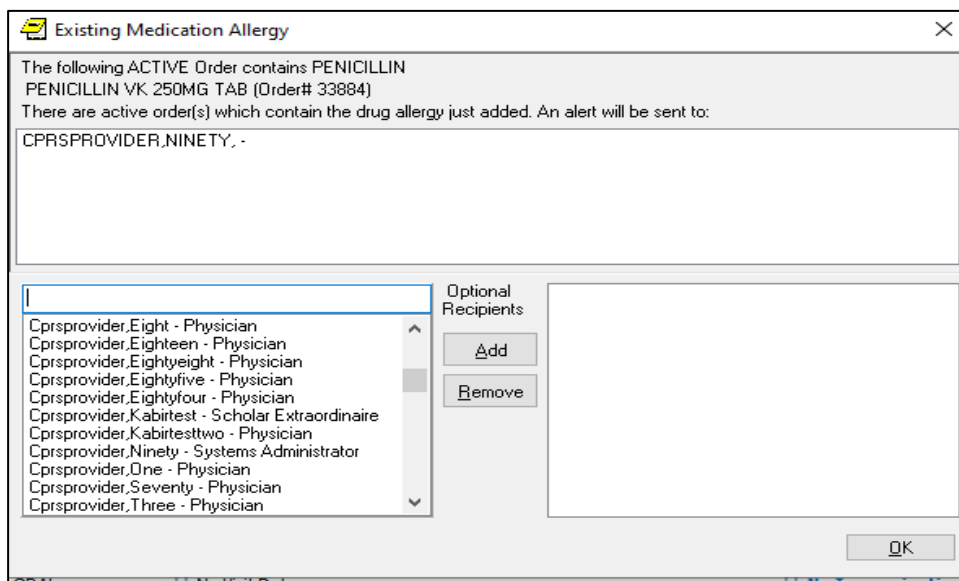 Existing Medication Allergy
The following ACTIVE Order contains PENICILLIN
PENICILLIN VK 250MG TAB (Order# 33884)
There are active order(s) which contain the drug allergy just added. An alert will be sent to:
CPRSPROVIDER,NINETY, -
Optional
Recipients
Cprsprovider,Eight - Physician
Cprsprovider,Eighteen - Physician
Cprsprovider,Eightyeight - Physician
Cprsprovider,Eightyfive - Physician
Cprsprovider,Eightyfour - Physician
Cprsprovider,Kabirtest - Scholar Extraordinaire
Cprsprovider,Kabirtesttwo - Physician
Cprsprovider,Ninety - Systems Administrator
Cprsprovider,One - Physician
Cprsprovider,Seventy - Physician
Cprsprovider,Three - Physician
Add
Remove
OK